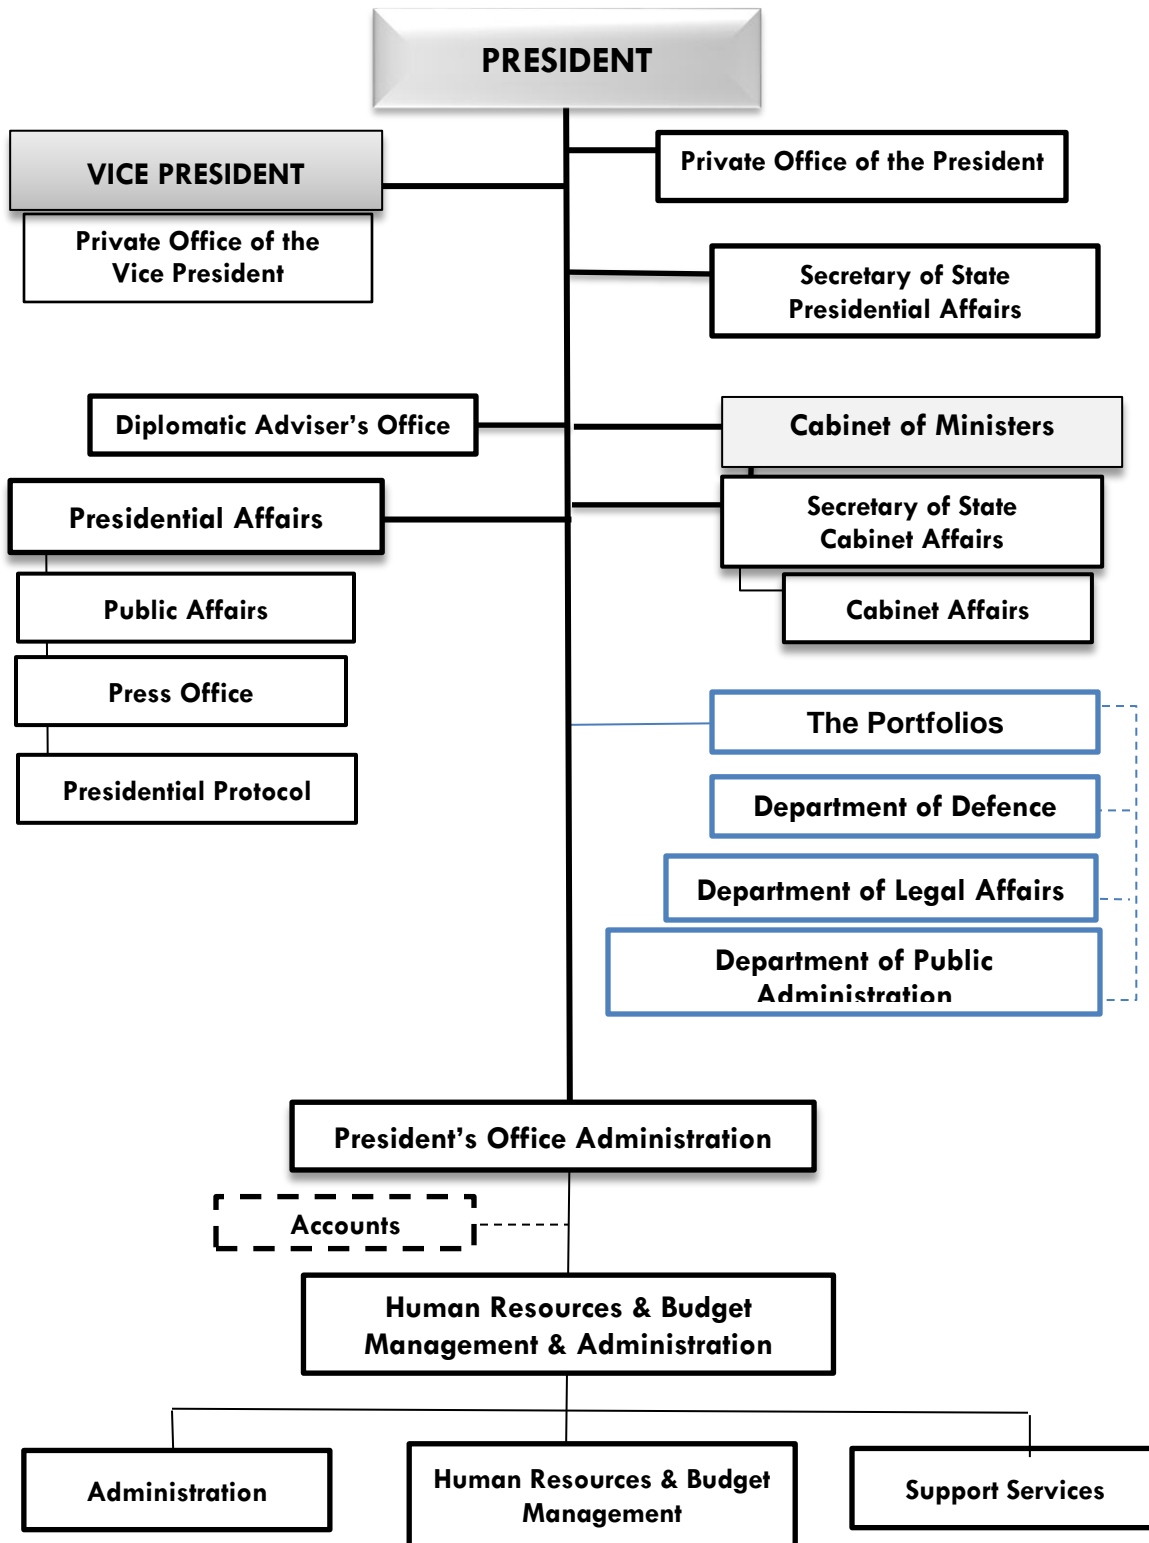 PRESIDENT
VICE PRESIDENT
Private Office of the President
Private Office of the
Vice President
Secretary of State
Presidential Affairs
Diplomatic Adviser’s Office
Cabinet of Ministers
Presidential Affairs
Secretary of State
Cabinet Affairs
Public Affairs
Cabinet Affairs
Press Office
The Portfolios
Presidential Protocol
Department of Defence
Department of Legal Affairs
Department of Public
Administration
President’s Office Administration
Accounts
Human Resources & Budget
Management & Administration
Administration
Human Resources & Budget
Management
Support Services